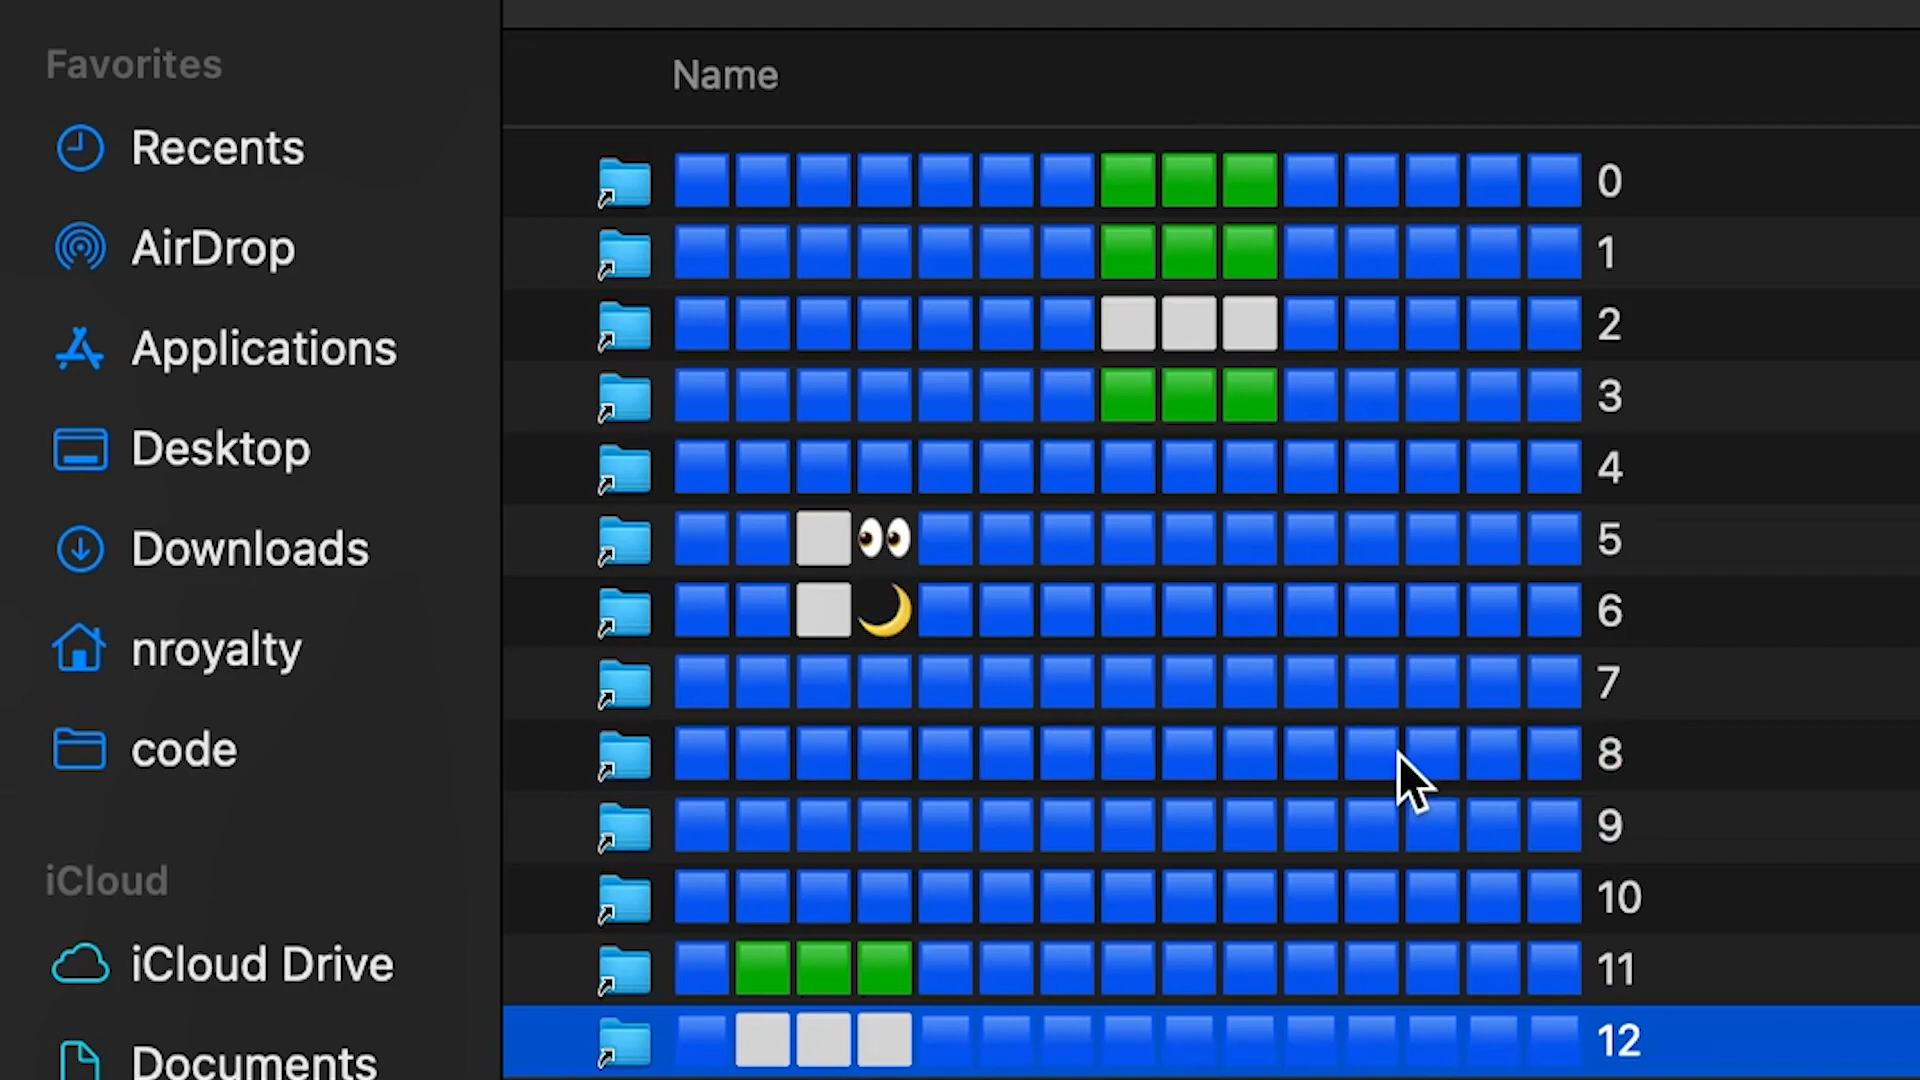 Favorites
Recents
AirDrop
Applications
Desktop
Downloads
nroyalty
code
iCloud
iCloud Drive
Documents
Name
0
1
2
3
4
5
6
7
8
9
10
11
12